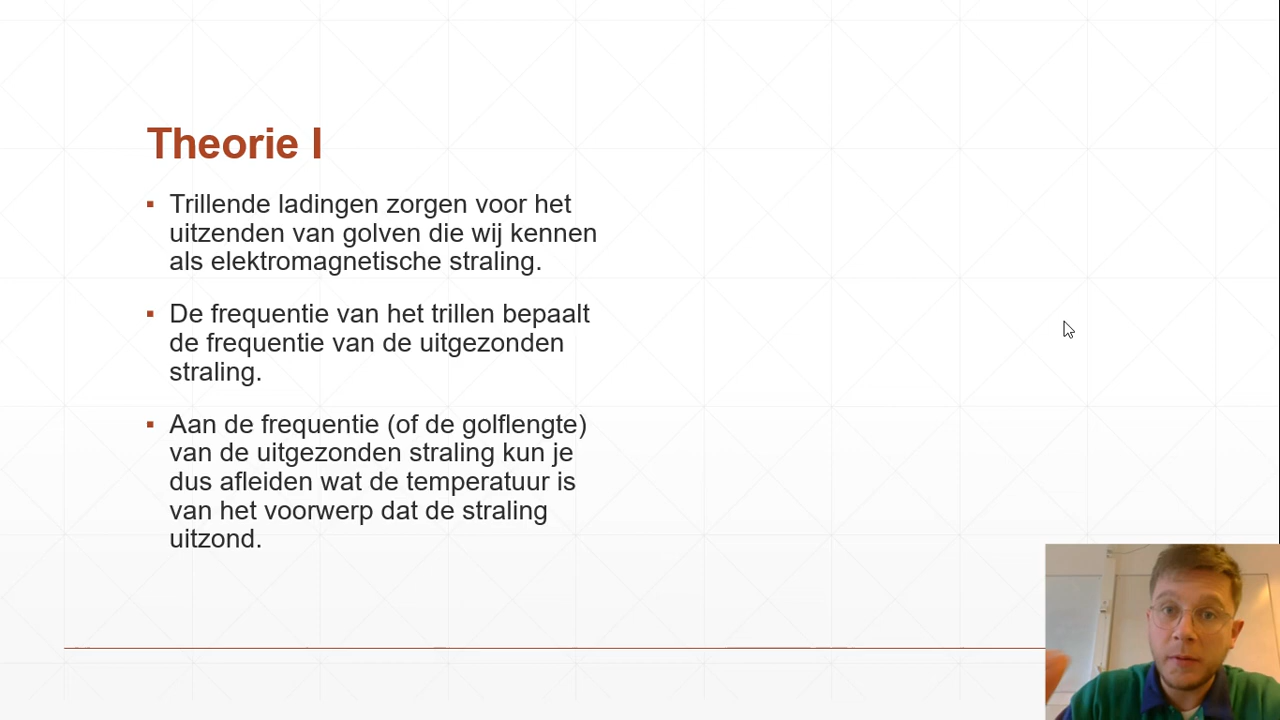 Theorie I
▪ Trillende ladingen zorgen voor het
uitzenden van golven die wij kennen
als elektromagnetische straling.
▪ De frequentie van het trillen bepaalt
de frequentie van de uitgezonden
straling.
▪ Aan de frequentie (of de golflengte)
van de uitgezonden straling kun je
dus afleiden wat de temperatuur is
van het voorwerp dat de straling
uitzond.